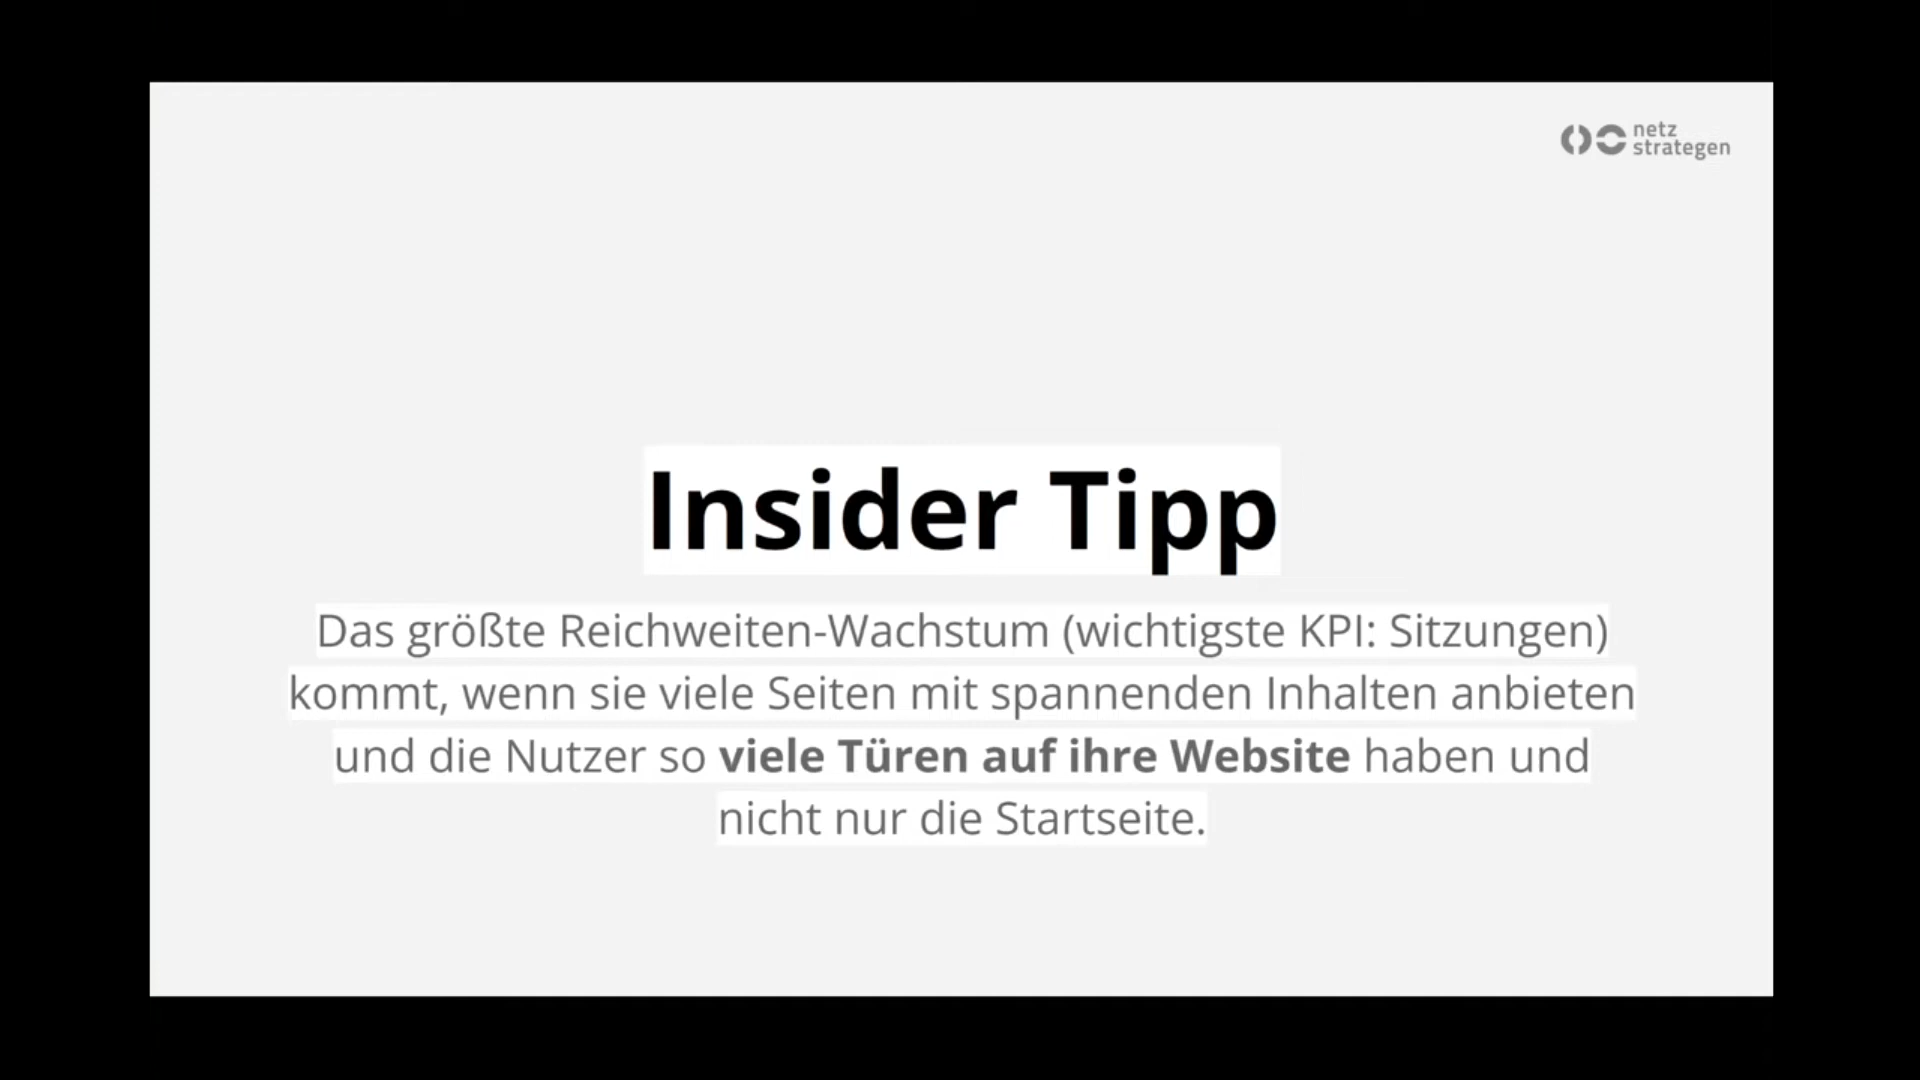 netz
strategen
Insider Tipp
Das größte Reichweiten-Wachstum (wichtigste KPI: Sitzungen)
kommt, wenn sie viele Seiten mit spannenden Inhalten anbieten
und die Nutzer so viele Türen auf ihre Website haben und
nicht nur die Startseite.